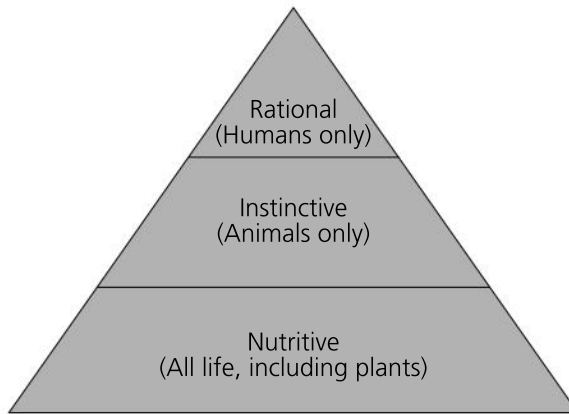 Rational
(Humans only)
Instinctive
(Animals only)
Nutritive
(All life, including plants)